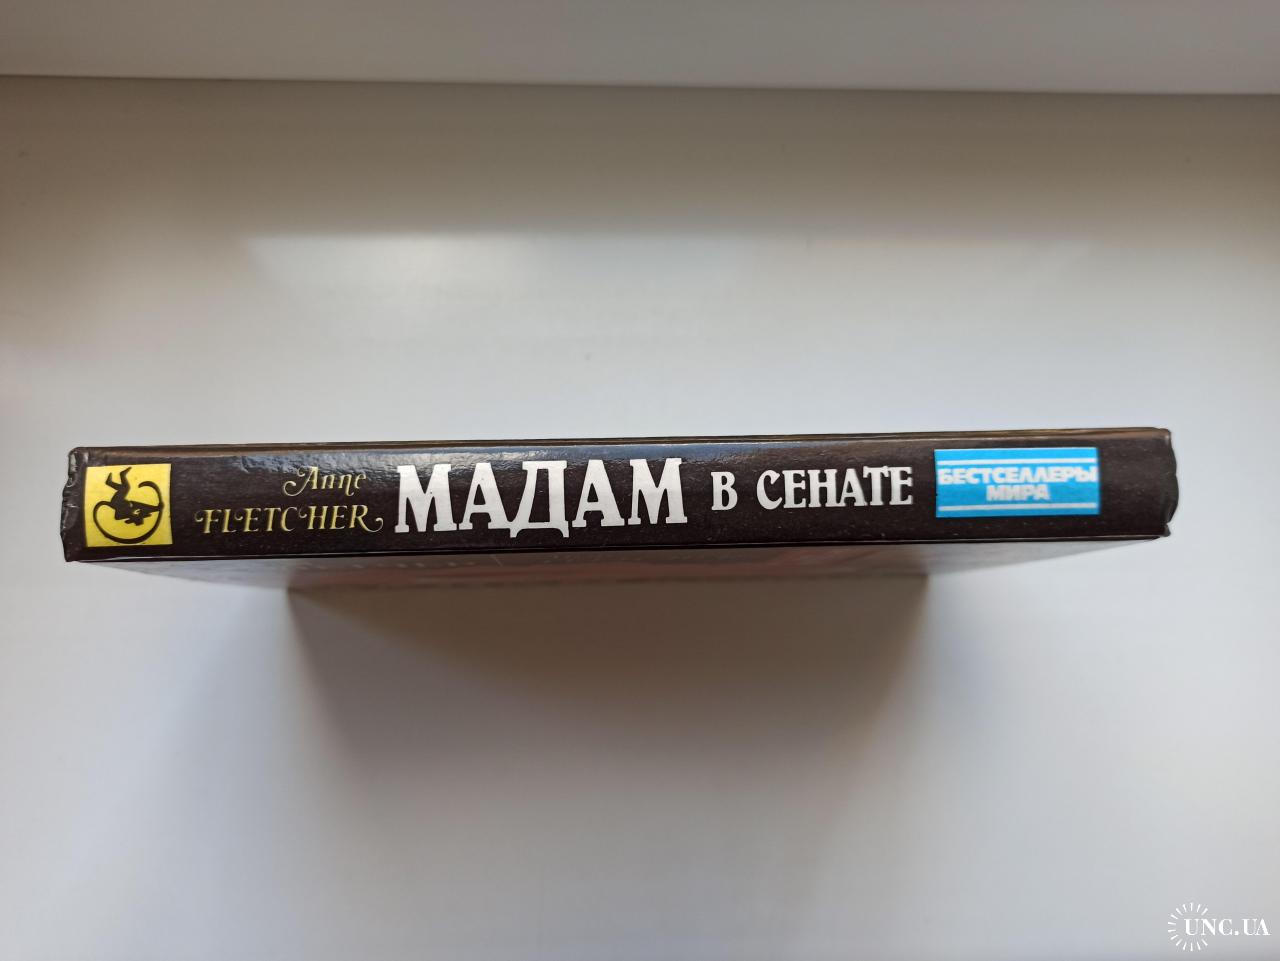 Anne
FLETCHER
МАДАМ В СЕНАТЕ
БЕСТСЕЛЛЕРЫ
МИРА
UNC.UA